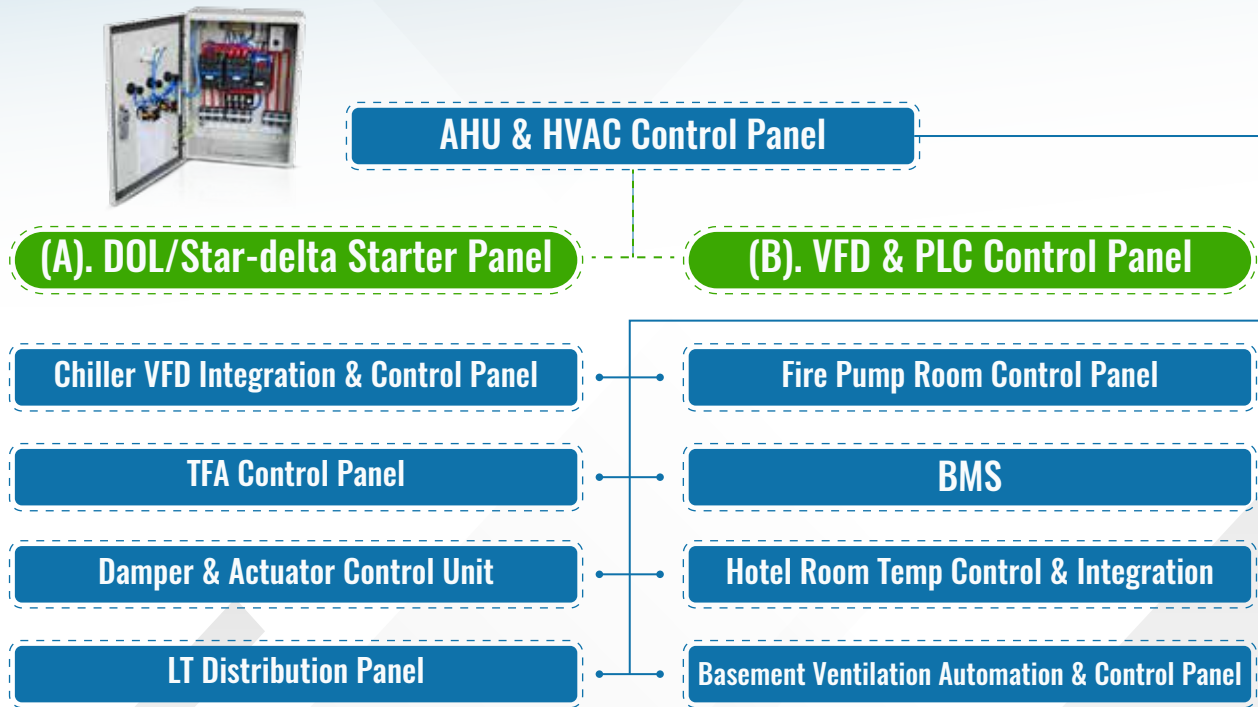 AHU & HVAC Control Panel
(A). DOL/Star-delta Starter Panel
(B). VFD & PLC Control Panel
Chiller VFD Integration & Control Panel
Fire Pump Room Control Panel
TFA Control Panel
BMS
Damper & Actuator Control Unit
Hotel Room Temp Control & Integration
LT Distribution Panel
Basement Ventilation Automation & Control Panel